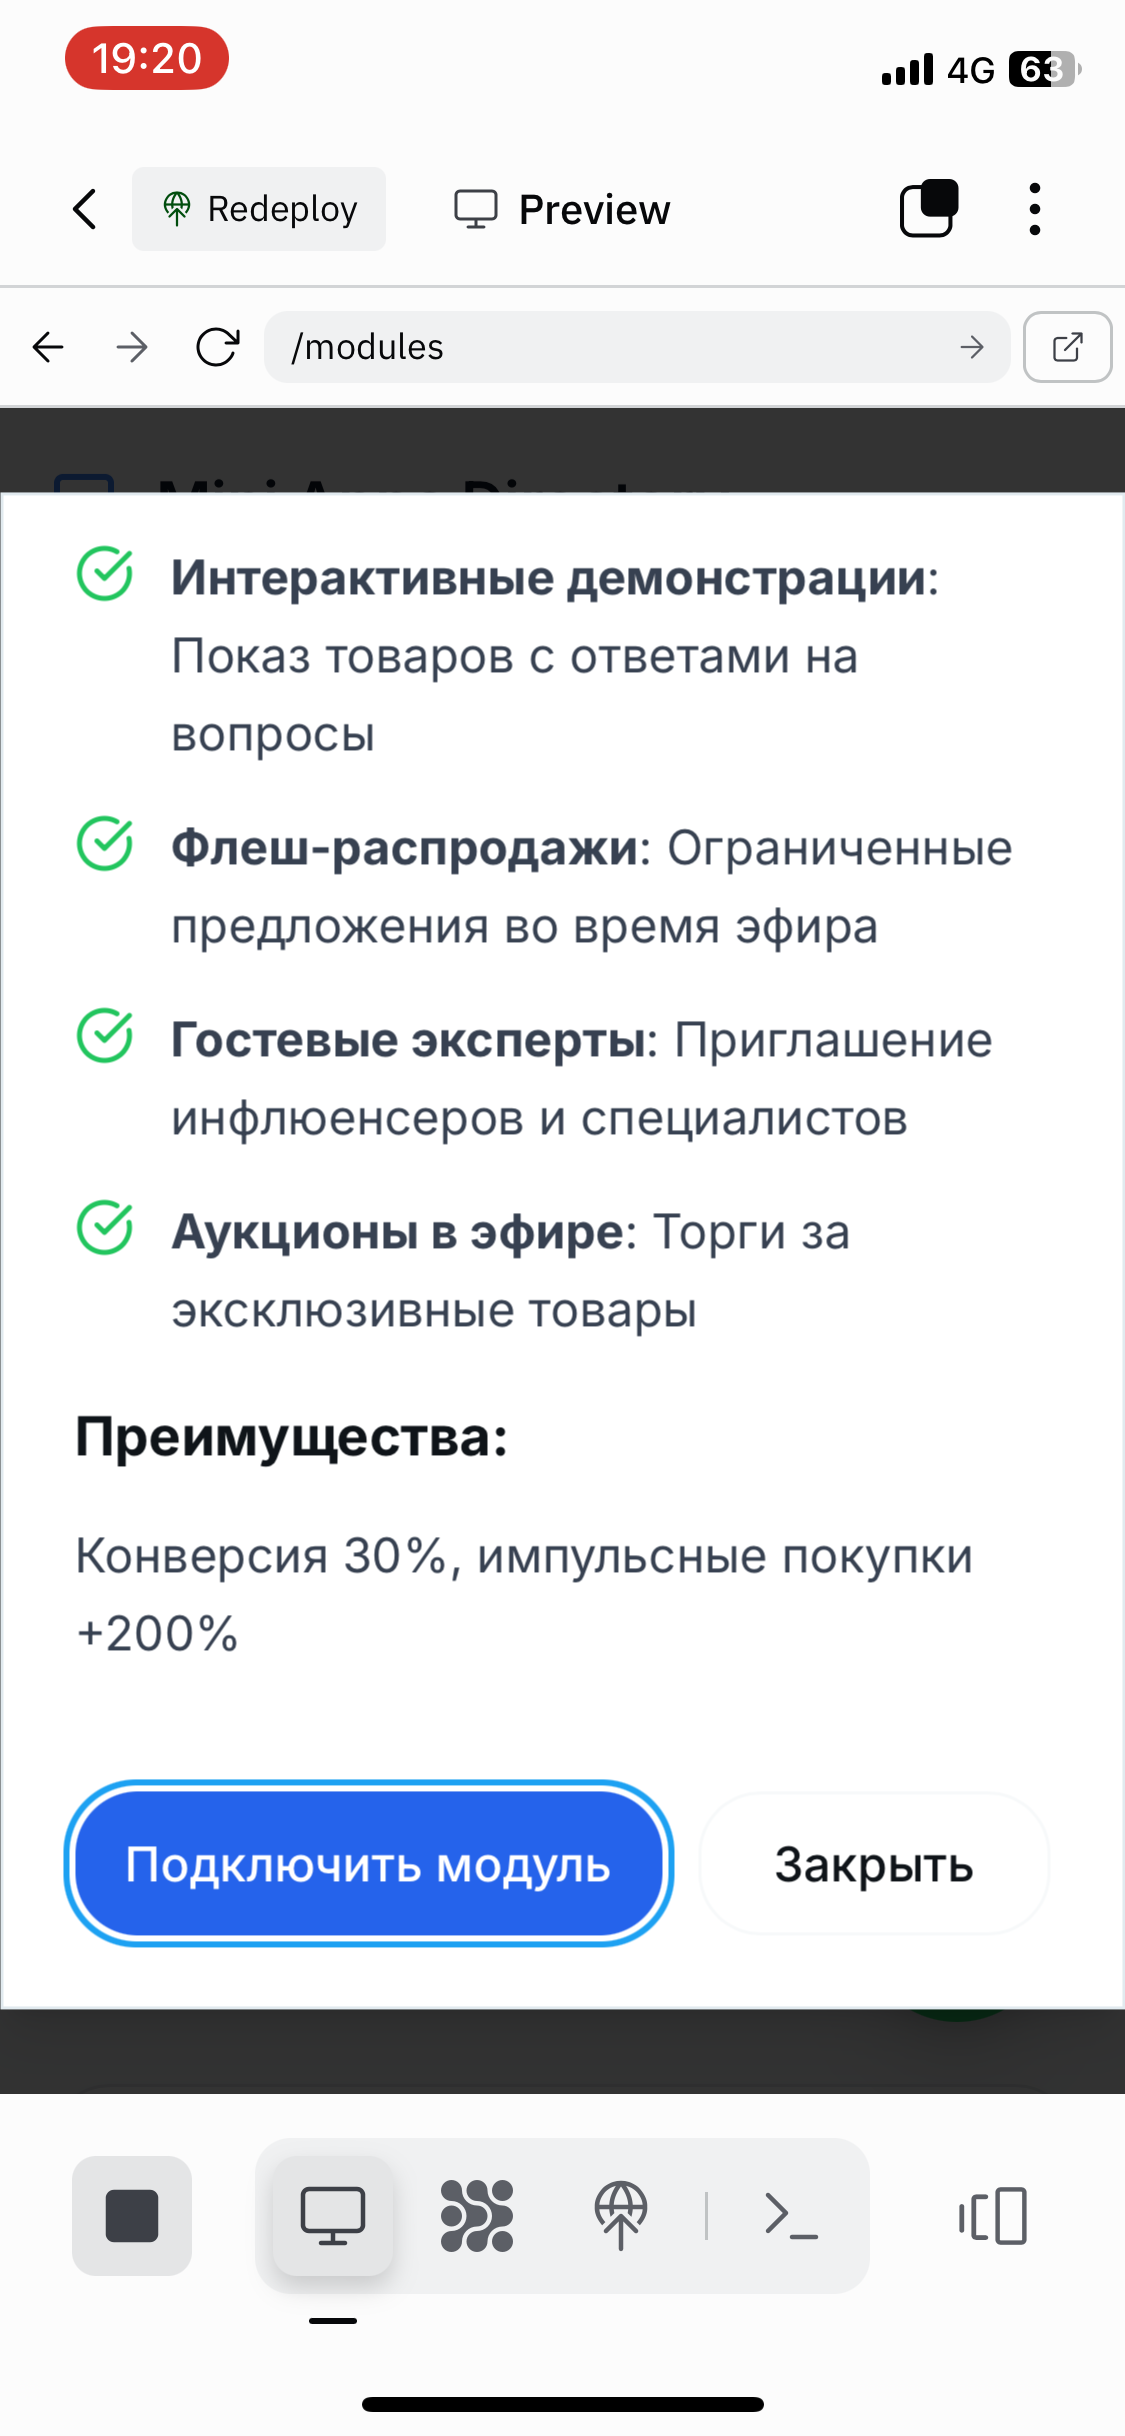 19:20
4G
63
Redeploy
Preview
/modules
Интерактивные демонстрации:
Показ товаров с ответами на
вопросы
Флеш-распродажи: Ограниченные
предложения во время эфира
Гостевые эксперты: Приглашение
инфлюенсеров и специалистов
Аукционы в эфире: Торги за
эксклюзивные товары
Преимущества:
Конверсия 30%, импульсные покупки
+200%
Подключить модуль
Закрыть